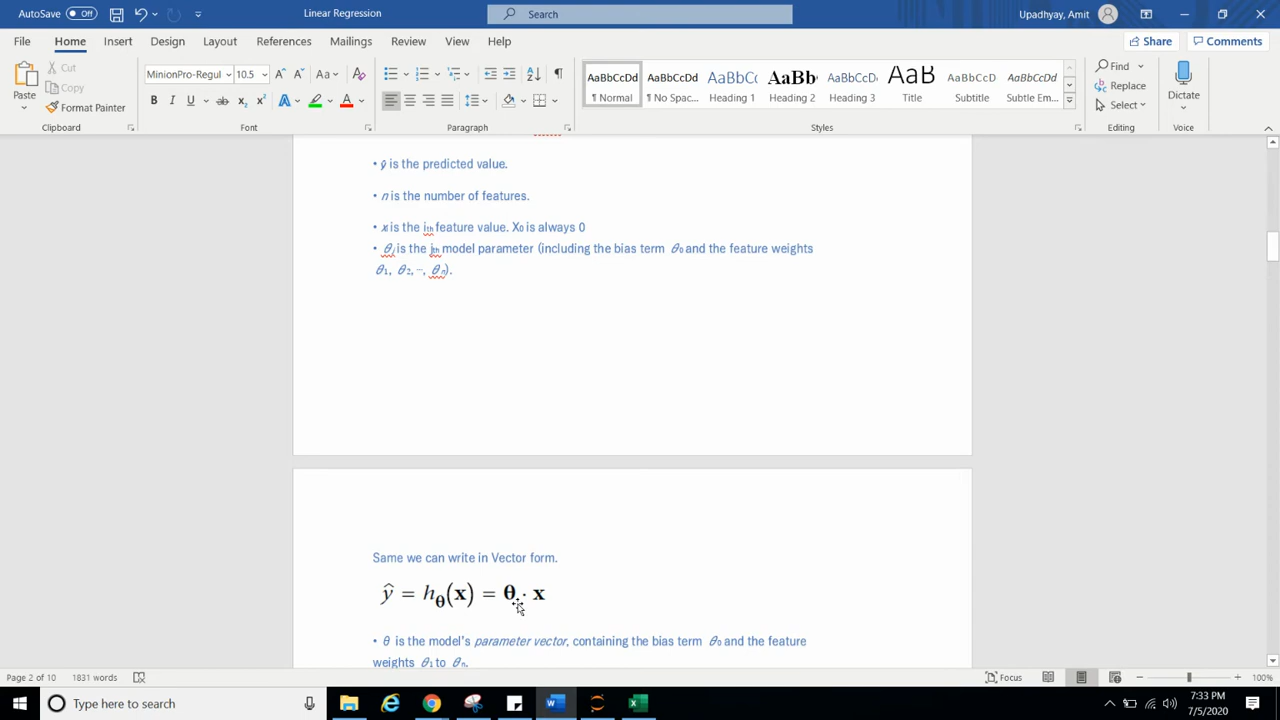 AutoSave Off Linear Regression Search Upadhyay, Amit
File Home Insert Design Layout References Mailings Review View Help Share Comments
Paste Cut Copy Format Painter
MinionPro-Regul 10.5
AaBbCcDd AaBbCcDd AaBbCc AaBb AaBbCcD AaB AaBbCcD AaBbCcDd
¶ Normal ¶ No Spac... Heading 1 Heading 2 Heading 3 Title Subtitle Subtle Em...
Find Replace Select Dictate
Clipboard Font Paragraph Styles Editing Voice
• ŷ is the predicted value.
• n is the number of features.
• xi is the ith feature value. X0 is always 0
• θj is the jth model parameter (including the bias term θ0 and the feature weights
θ1, θ2, ⋯, θn).
Same we can write in Vector form.
ŷ = hθ(x) = θ · x
• θ is the model's parameter vector, containing the bias term θ0 and the feature
weights θ1 to θn.
Page 2 of 10 1831 words Focus 100%
Type here to search 7:33 PM
7/5/2020